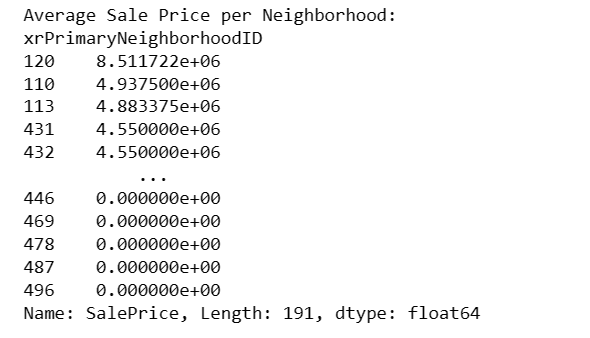 Average Sale Price per Neighborhood:
xrPrimaryNeighborhoodID
120    8.511722e+06
110    4.937500e+06
113    4.883375e+06
431    4.550000e+06
432    4.550000e+06
           ...
446    0.000000e+00
469    0.000000e+00
478    0.000000e+00
487    0.000000e+00
496    0.000000e+00
Name: SalePrice, Length: 191, dtype: float64